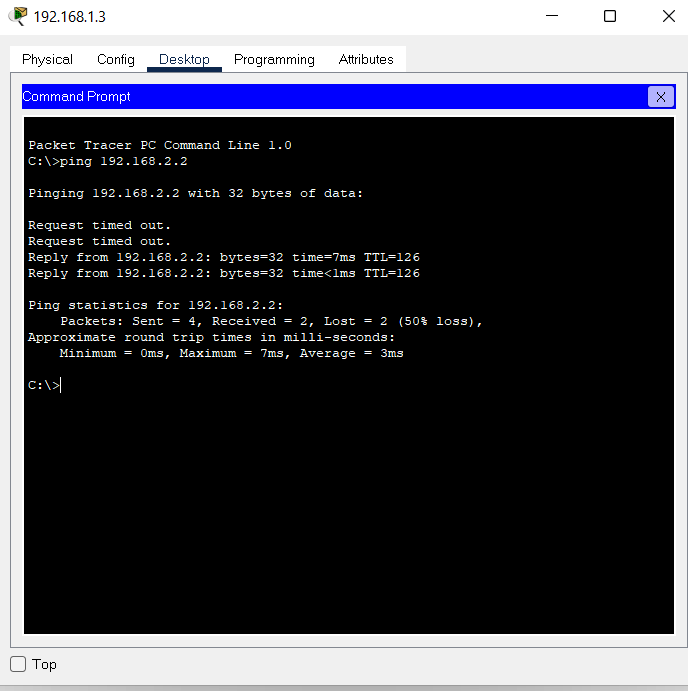 192.168.1.3
Physical Config Desktop Programming Attributes
Command Prompt X
Packet Tracer PC Command Line 1.0
C:\>ping 192.168.2.2
Pinging 192.168.2.2 with 32 bytes of data:
Request timed out.
Request timed out.
Reply from 192.168.2.2: bytes=32 time=7ms TTL=126
Reply from 192.168.2.2: bytes=32 time<1ms TTL=126
Ping statistics for 192.168.2.2:
Packets: Sent = 4, Received = 2, Lost = 2 (50% loss),
Approximate round trip times in milli-seconds:
Minimum = 0ms, Maximum = 7ms, Average = 3ms
C:\>
Top